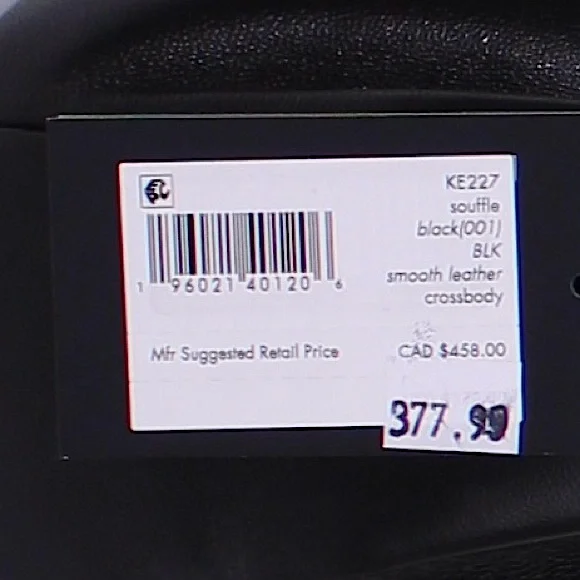 KE227
souffle
black(001)
BLK
smooth leather
crossbody
1 96021 40120 6
Mfr Suggested Retail Price CAD $458.00
377.99